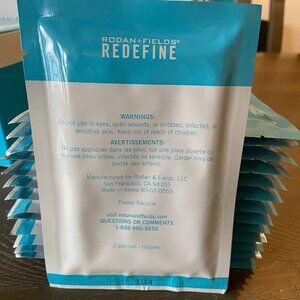 RODAN+FIELDS®
REDEFINE
WARNINGS:
Do not use in eyes, open wounds, or irritated, infected, or
sensitive skin. Keep out of reach of children.
AVERTISSEMENTS:
Ne pas appliquer dans les yeux, sur une plaie ouverte ou
sur une peau irritée, infectée ou sensible. Garder hors de
portée des enfants.
Manufactured for Rodan & Fields, LLC
San Francisco, CA 94105
Made in Korea 80-02-0055
Please Recycle
visit rodanandfields.com
QUESTIONS OR COMMENTS
1-888-995-5656
2 patches / timbres